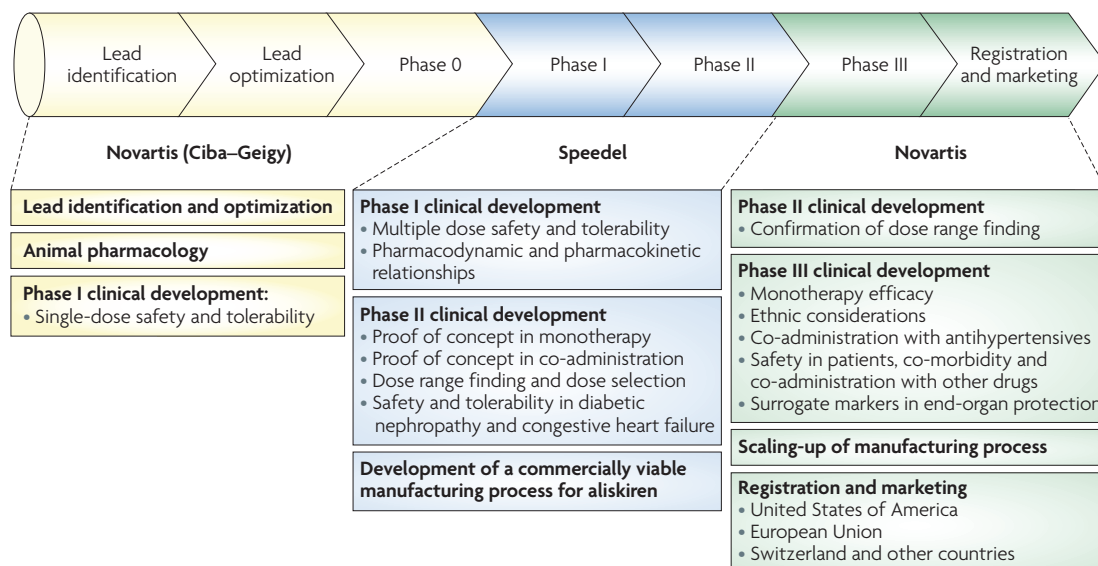 Lead
identification
Lead
optimization
Phase 0
Phase I
Phase II
Phase III
Registration
and marketing
Novartis (Ciba–Geigy)
Speedel
Novartis
Lead identification and optimization
Animal pharmacology
Phase I clinical development:
• Single-dose safety and tolerability
Phase I clinical development
• Multiple dose safety and tolerability
• Pharmacodynamic and pharmacokinetic
relationships
Phase II clinical development
• Proof of concept in monotherapy
• Proof of concept in co-administration
• Dose range finding and dose selection
• Safety and tolerability in diabetic
nephropathy and congestive heart failure
Development of a commercially viable
manufacturing process for aliskiren
Phase II clinical development
• Confirmation of dose range finding
Phase III clinical development
• Monotherapy efficacy
• Ethnic considerations
• Co-administration with antihypertensives
• Safety in patients, co-morbidity and
co-administration with other drugs
• Surrogate markers in end-organ protection
Scaling-up of manufacturing process
Registration and marketing
• United States of America
• European Union
• Switzerland and other countries